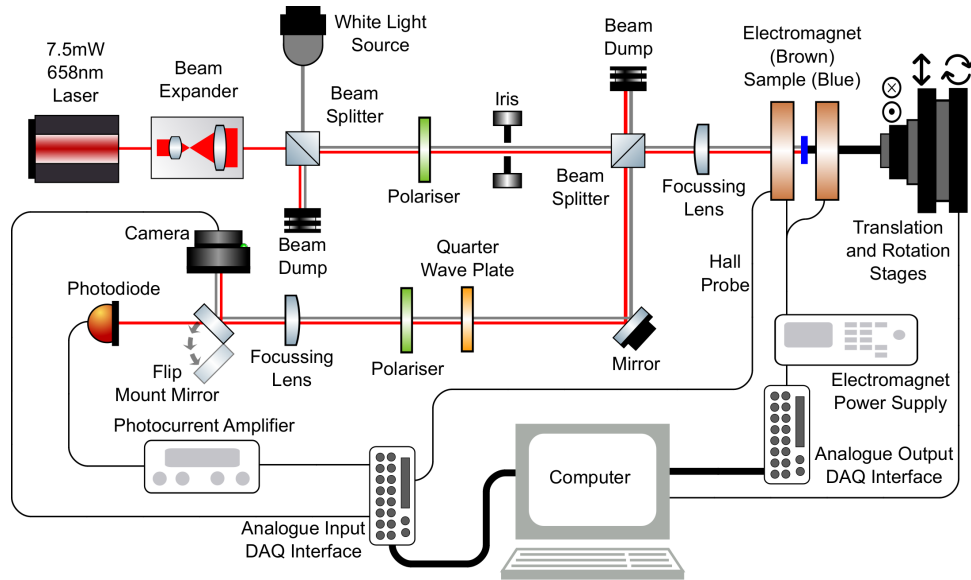 White Light
Source
7.5mW
658nm
Laser
Beam
Expander
Beam
Splitter
Iris
Beam
Dump
Electromagnet
(Brown)
Sample (Blue)
Polariser
Beam
Splitter
Focussing
Lens
Translation
and Rotation
Stages
Camera
Beam
Dump
Quarter
Wave Plate
Hall
Probe
Photodiode
Flip
Mount Mirror
Focussing
Lens
Polariser
Mirror
Electromagnet
Power Supply
Photocurrent Amplifier
Computer
Analogue Output
DAQ Interface
Analogue Input
DAQ Interface